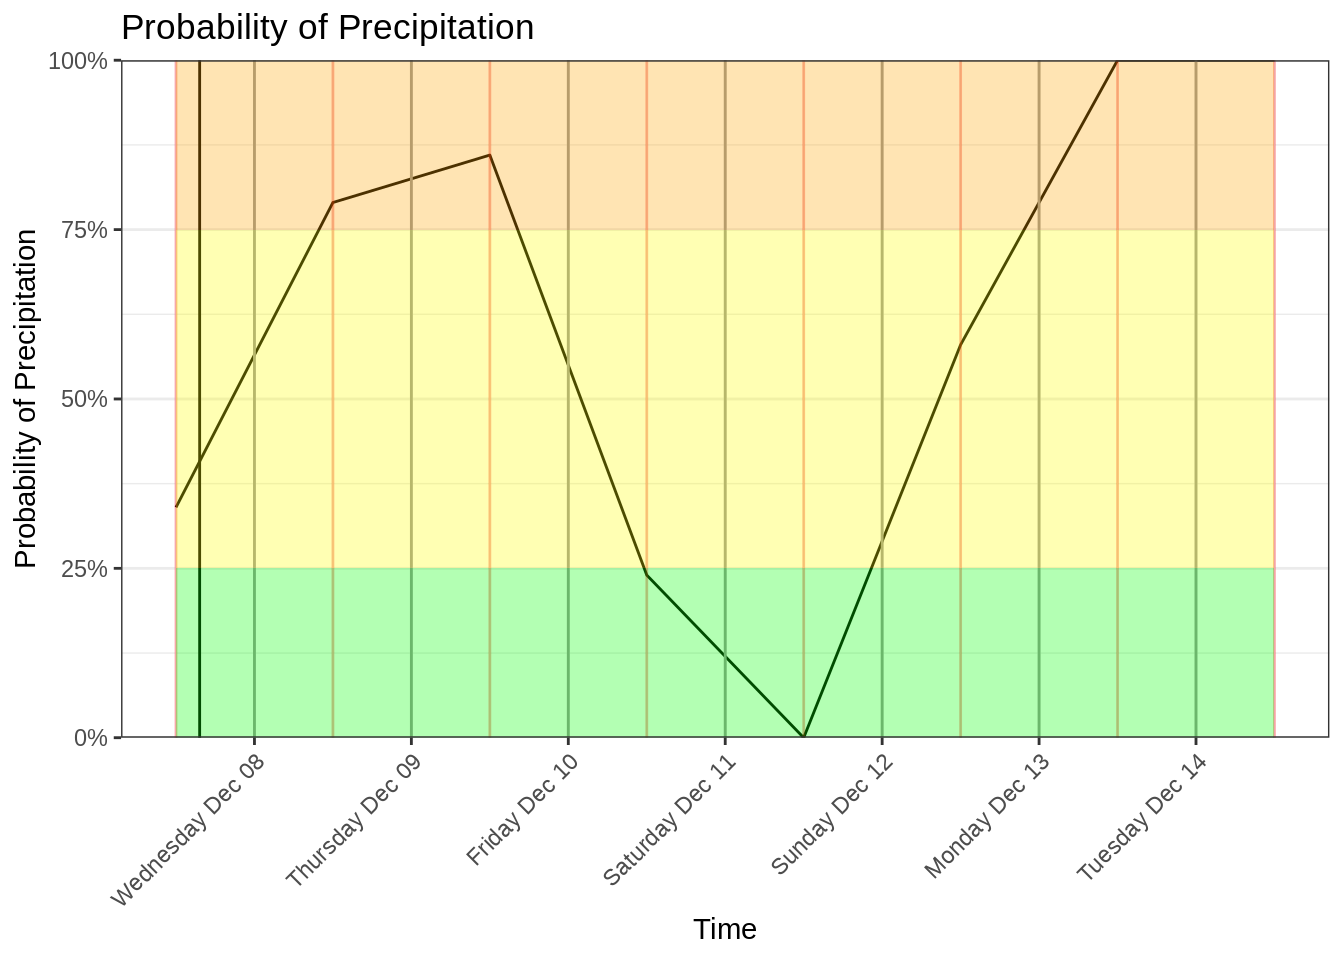 Probability of Precipitation
Probability of Precipitation
100%
75%
50%
25%
0%
Wednesday Dec 08
Thursday Dec 09
Friday Dec 10
Saturday Dec 11
Sunday Dec 12
Monday Dec 13
Tuesday Dec 14
Time